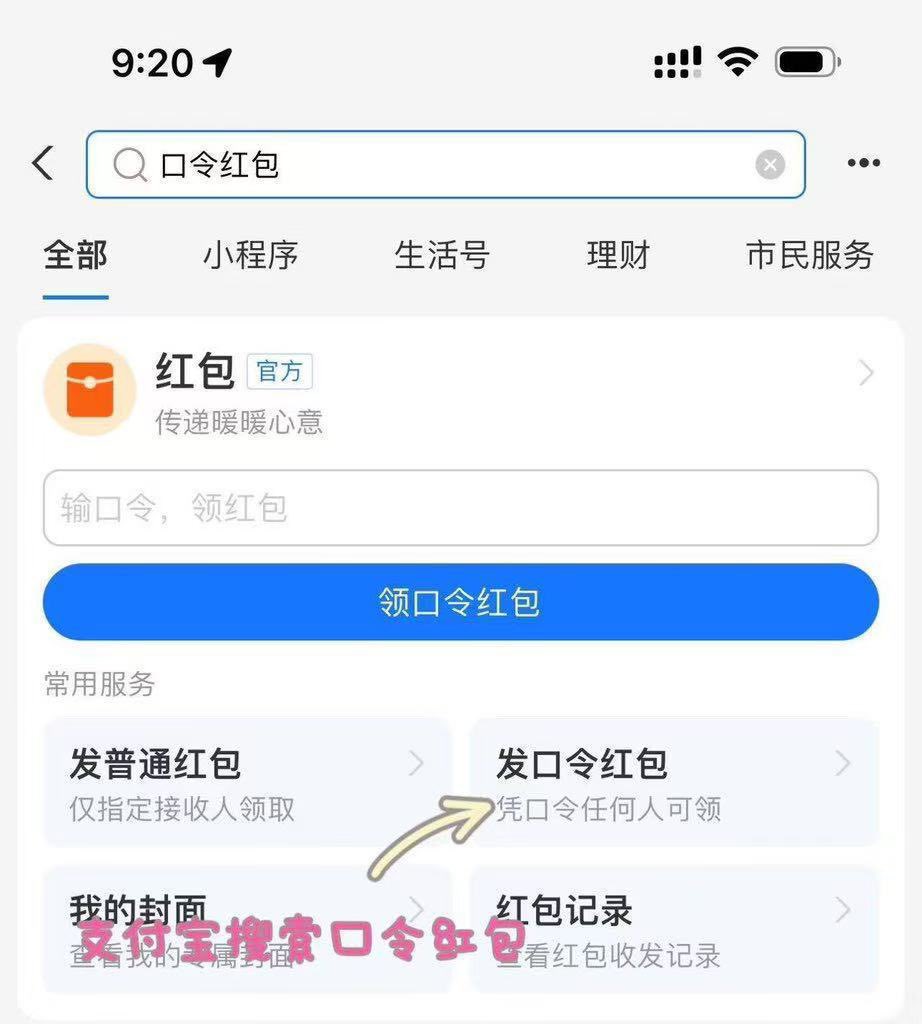 9:20
口令红包
全部 小程序 生活号 理财 市民服务
红包 官方
传递暖暖心意
输口令，领红包
领口令红包
常用服务
发普通红包 发口令红包
仅指定接收人领取 凭口令任何人可领
我的封面 红包记录
支付宝搜索口令红包
查看我的专属封面 查看红包收发记录